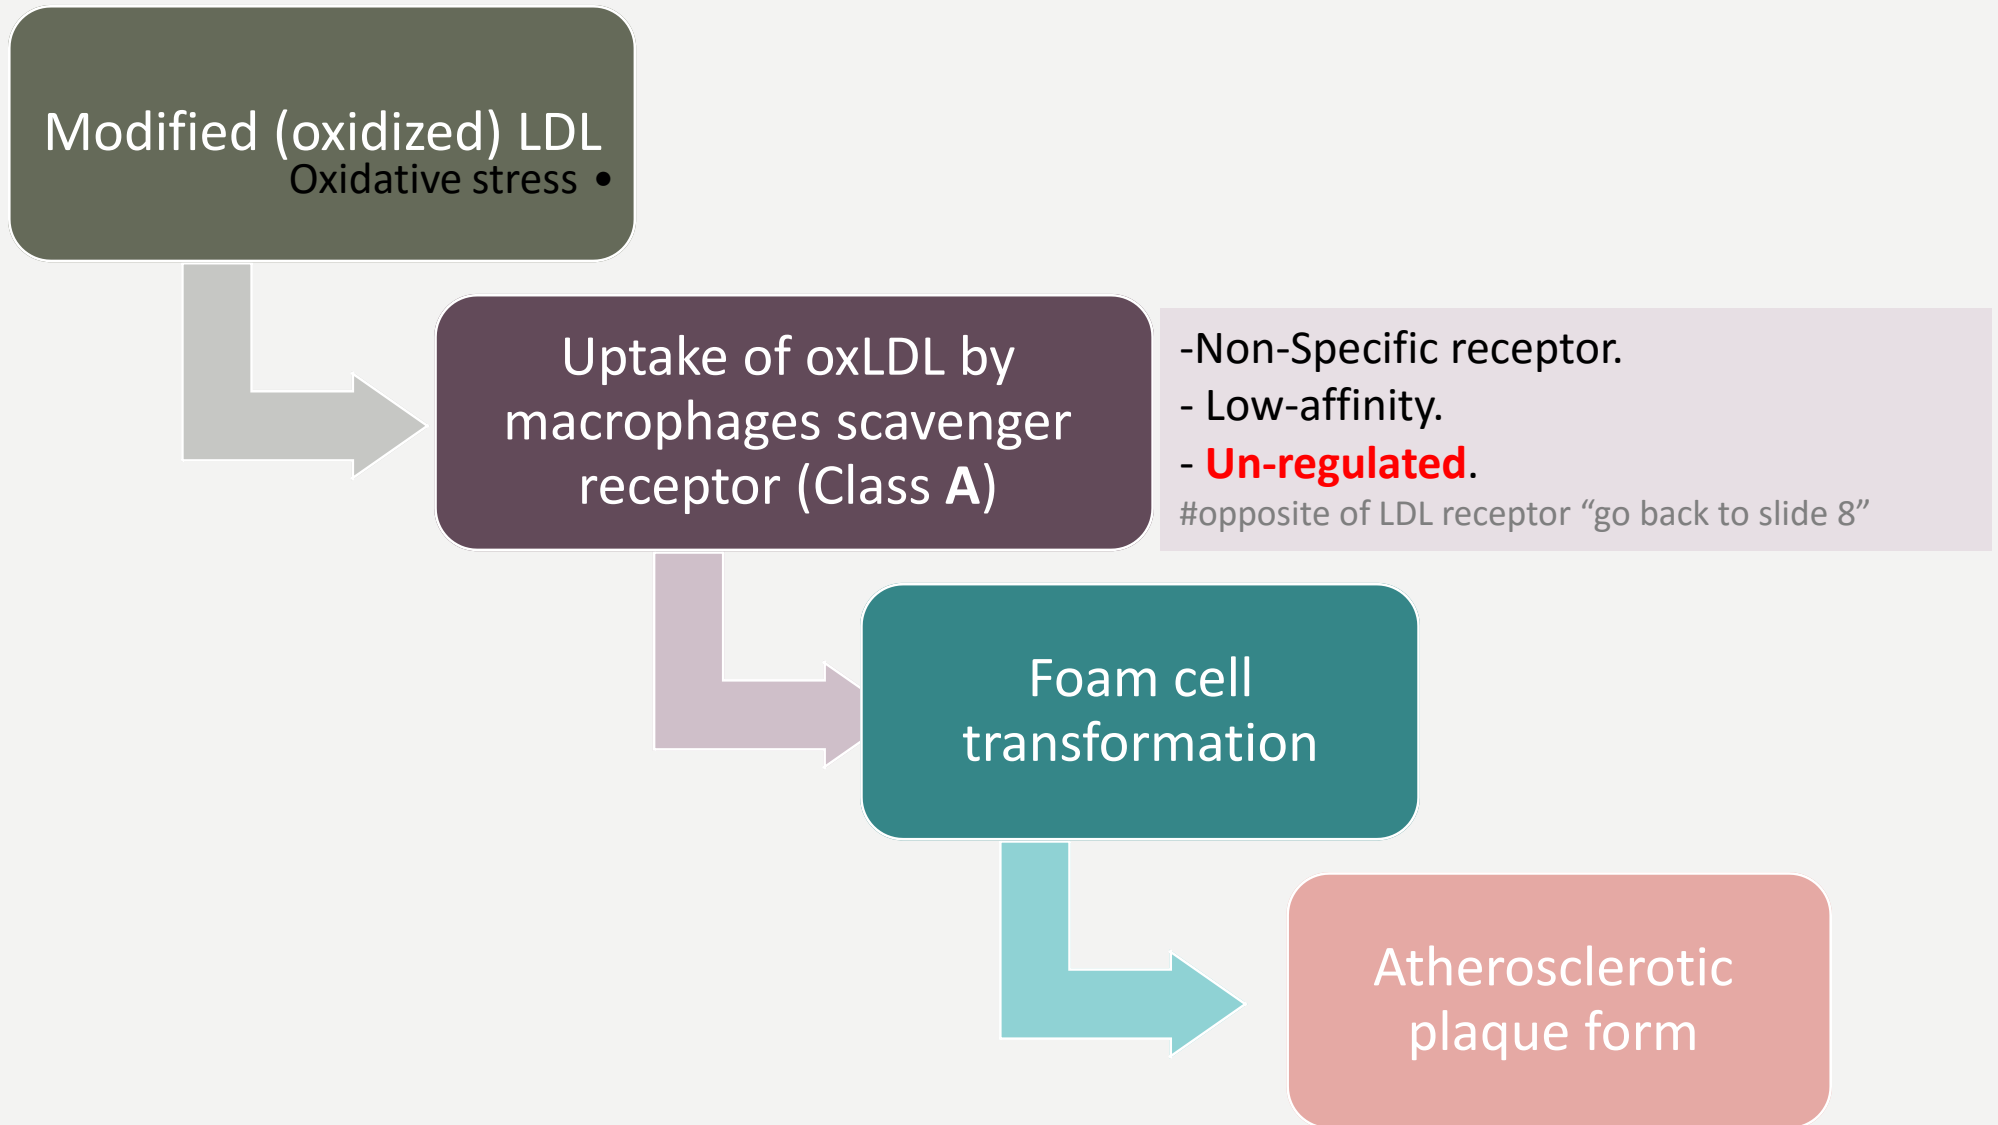 Modified (oxidized) LDL
Oxidative stress •
Uptake of oxLDL by
macrophages scavenger
receptor (Class A)
-Non-Specific receptor.
- Low-affinity.
- Un-regulated.
#opposite of LDL receptor “go back to slide 8”
Foam cell
transformation
Atherosclerotic
plaque form